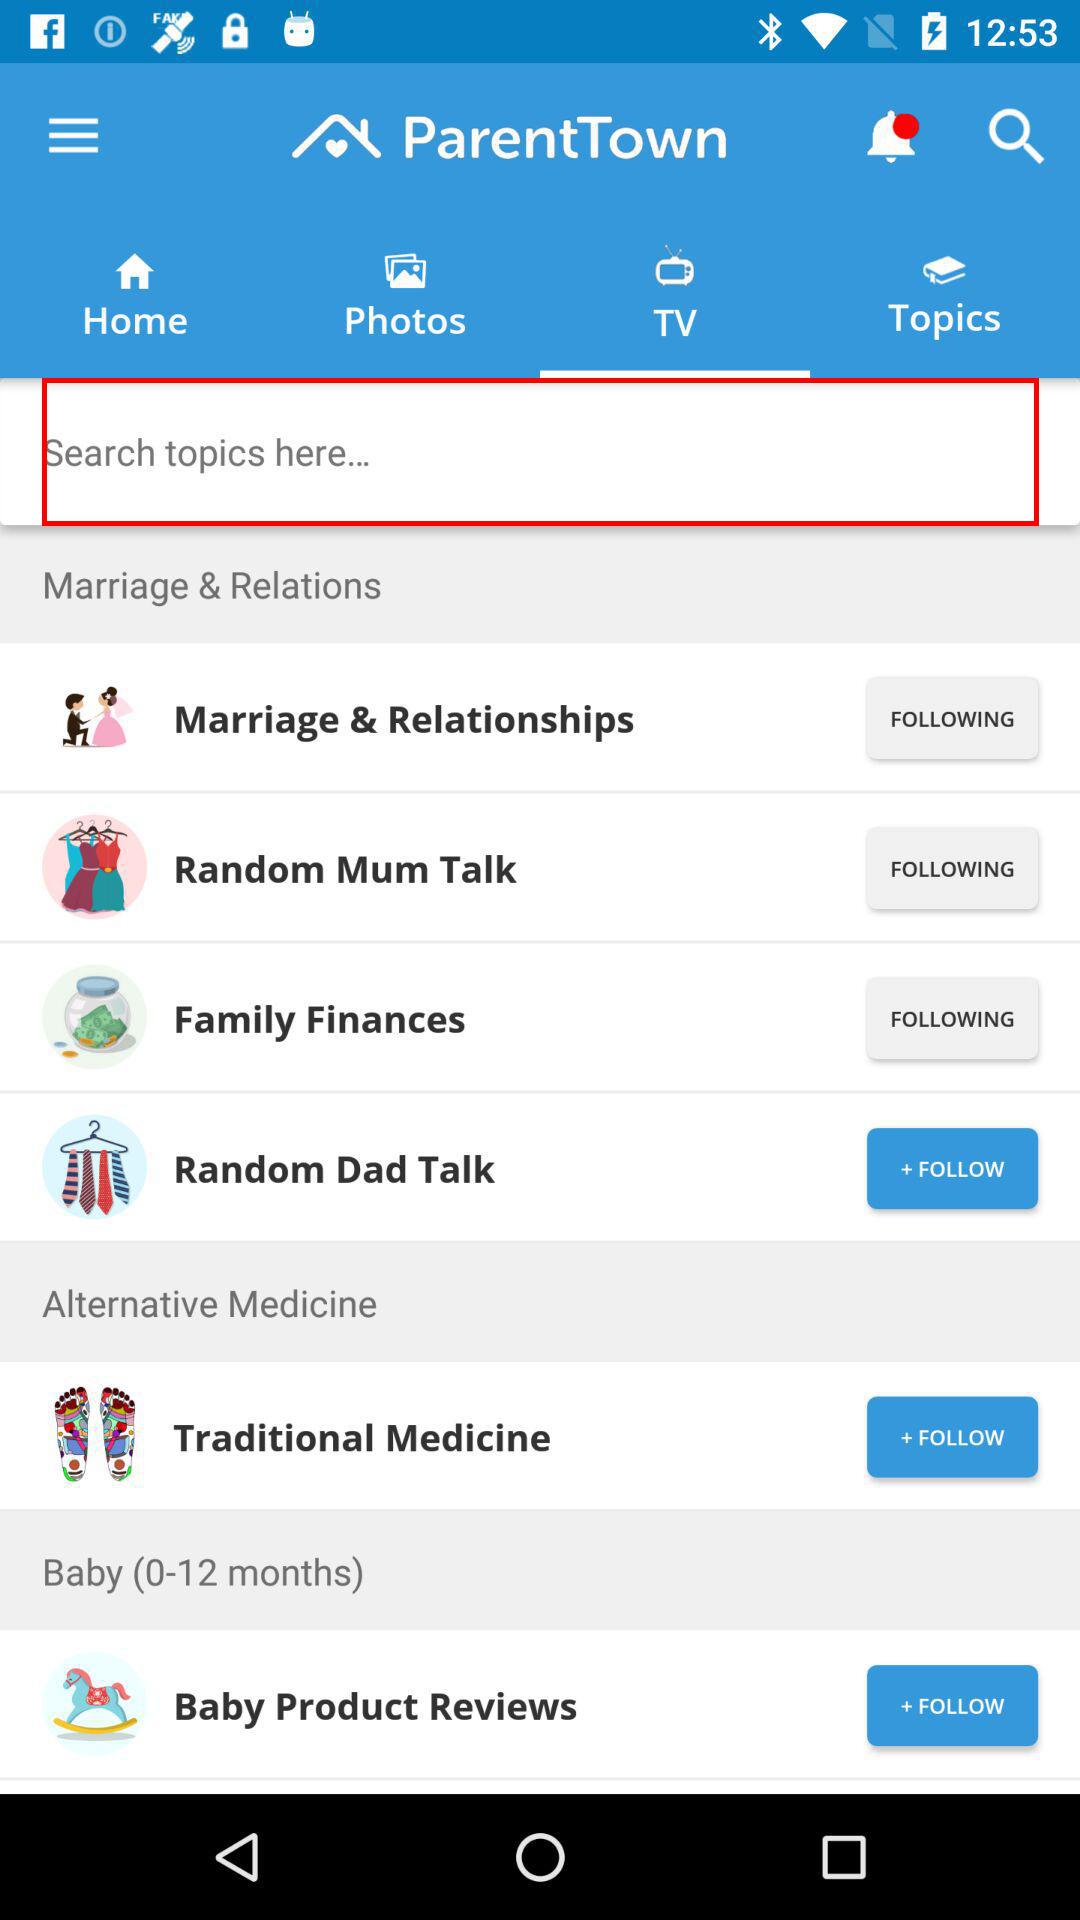 FAKE
12:53
ParentTown
Home
Photos
TV
Topics
Search topics here...
Marriage & Relations
Marriage & Relationships
FOLLOWING
Random Mum Talk
FOLLOWING
Family Finances
FOLLOWING
Random Dad Talk
+ FOLLOW
Alternative Medicine
Traditional Medicine
+ FOLLOW
Baby (0-12 months)
Baby Product Reviews
+ FOLLOW